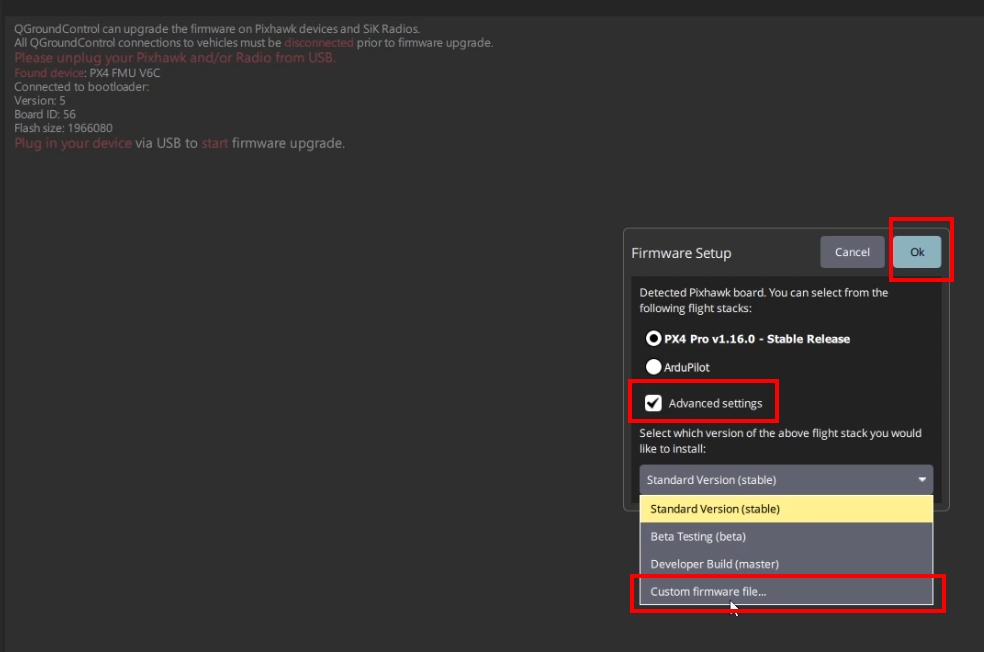 QGroundControl can upgrade the firmware on Pixhawk devices and SiK Radios.
All QGroundControl connections to vehicles must be disconnected prior to firmware upgrade.
Please unplug your Pixhawk and/or Radio from USB.
Found device: PX4 FMU V6C
Connected to bootloader:
Version: 5
Board ID: 56
Flash size: 1966080
Plug in your device via USB to start firmware upgrade.
Firmware Setup
Cancel
Ok
Detected Pixhawk board. You can select from the
following flight stacks:
PX4 Pro v1.16.0 - Stable Release
ArduPilot
Advanced settings
Select which version of the above flight stack you would
like to install:
Standard Version (stable)
Standard Version (stable)
Beta Testing (beta)
Developer Build (master)
Custom firmware file...